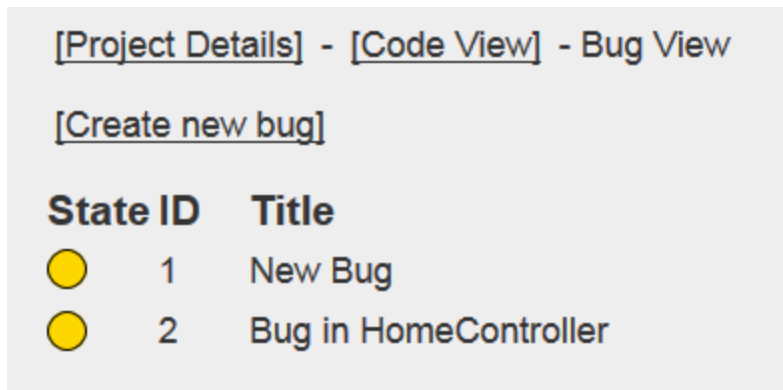 [Project Details] - [Code View] - Bug View
[Create new bug]
State ID Title
1 New Bug
2 Bug in HomeController